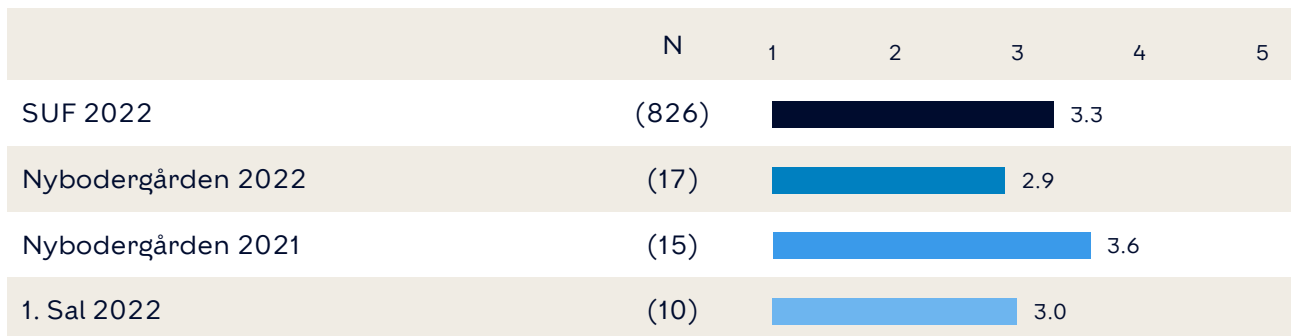 N 1 2 3 4 5
SUF 2022 (826) 3.3
Nybodergården 2022 (17) 2.9
Nybodergården 2021 (15) 3.6
1. Sal 2022 (10) 3.0